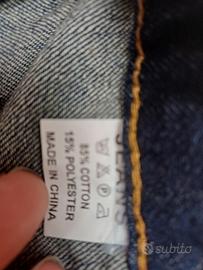 JEANS
85% COTTON
15% POLYESTER
MADE IN CHINA
subito